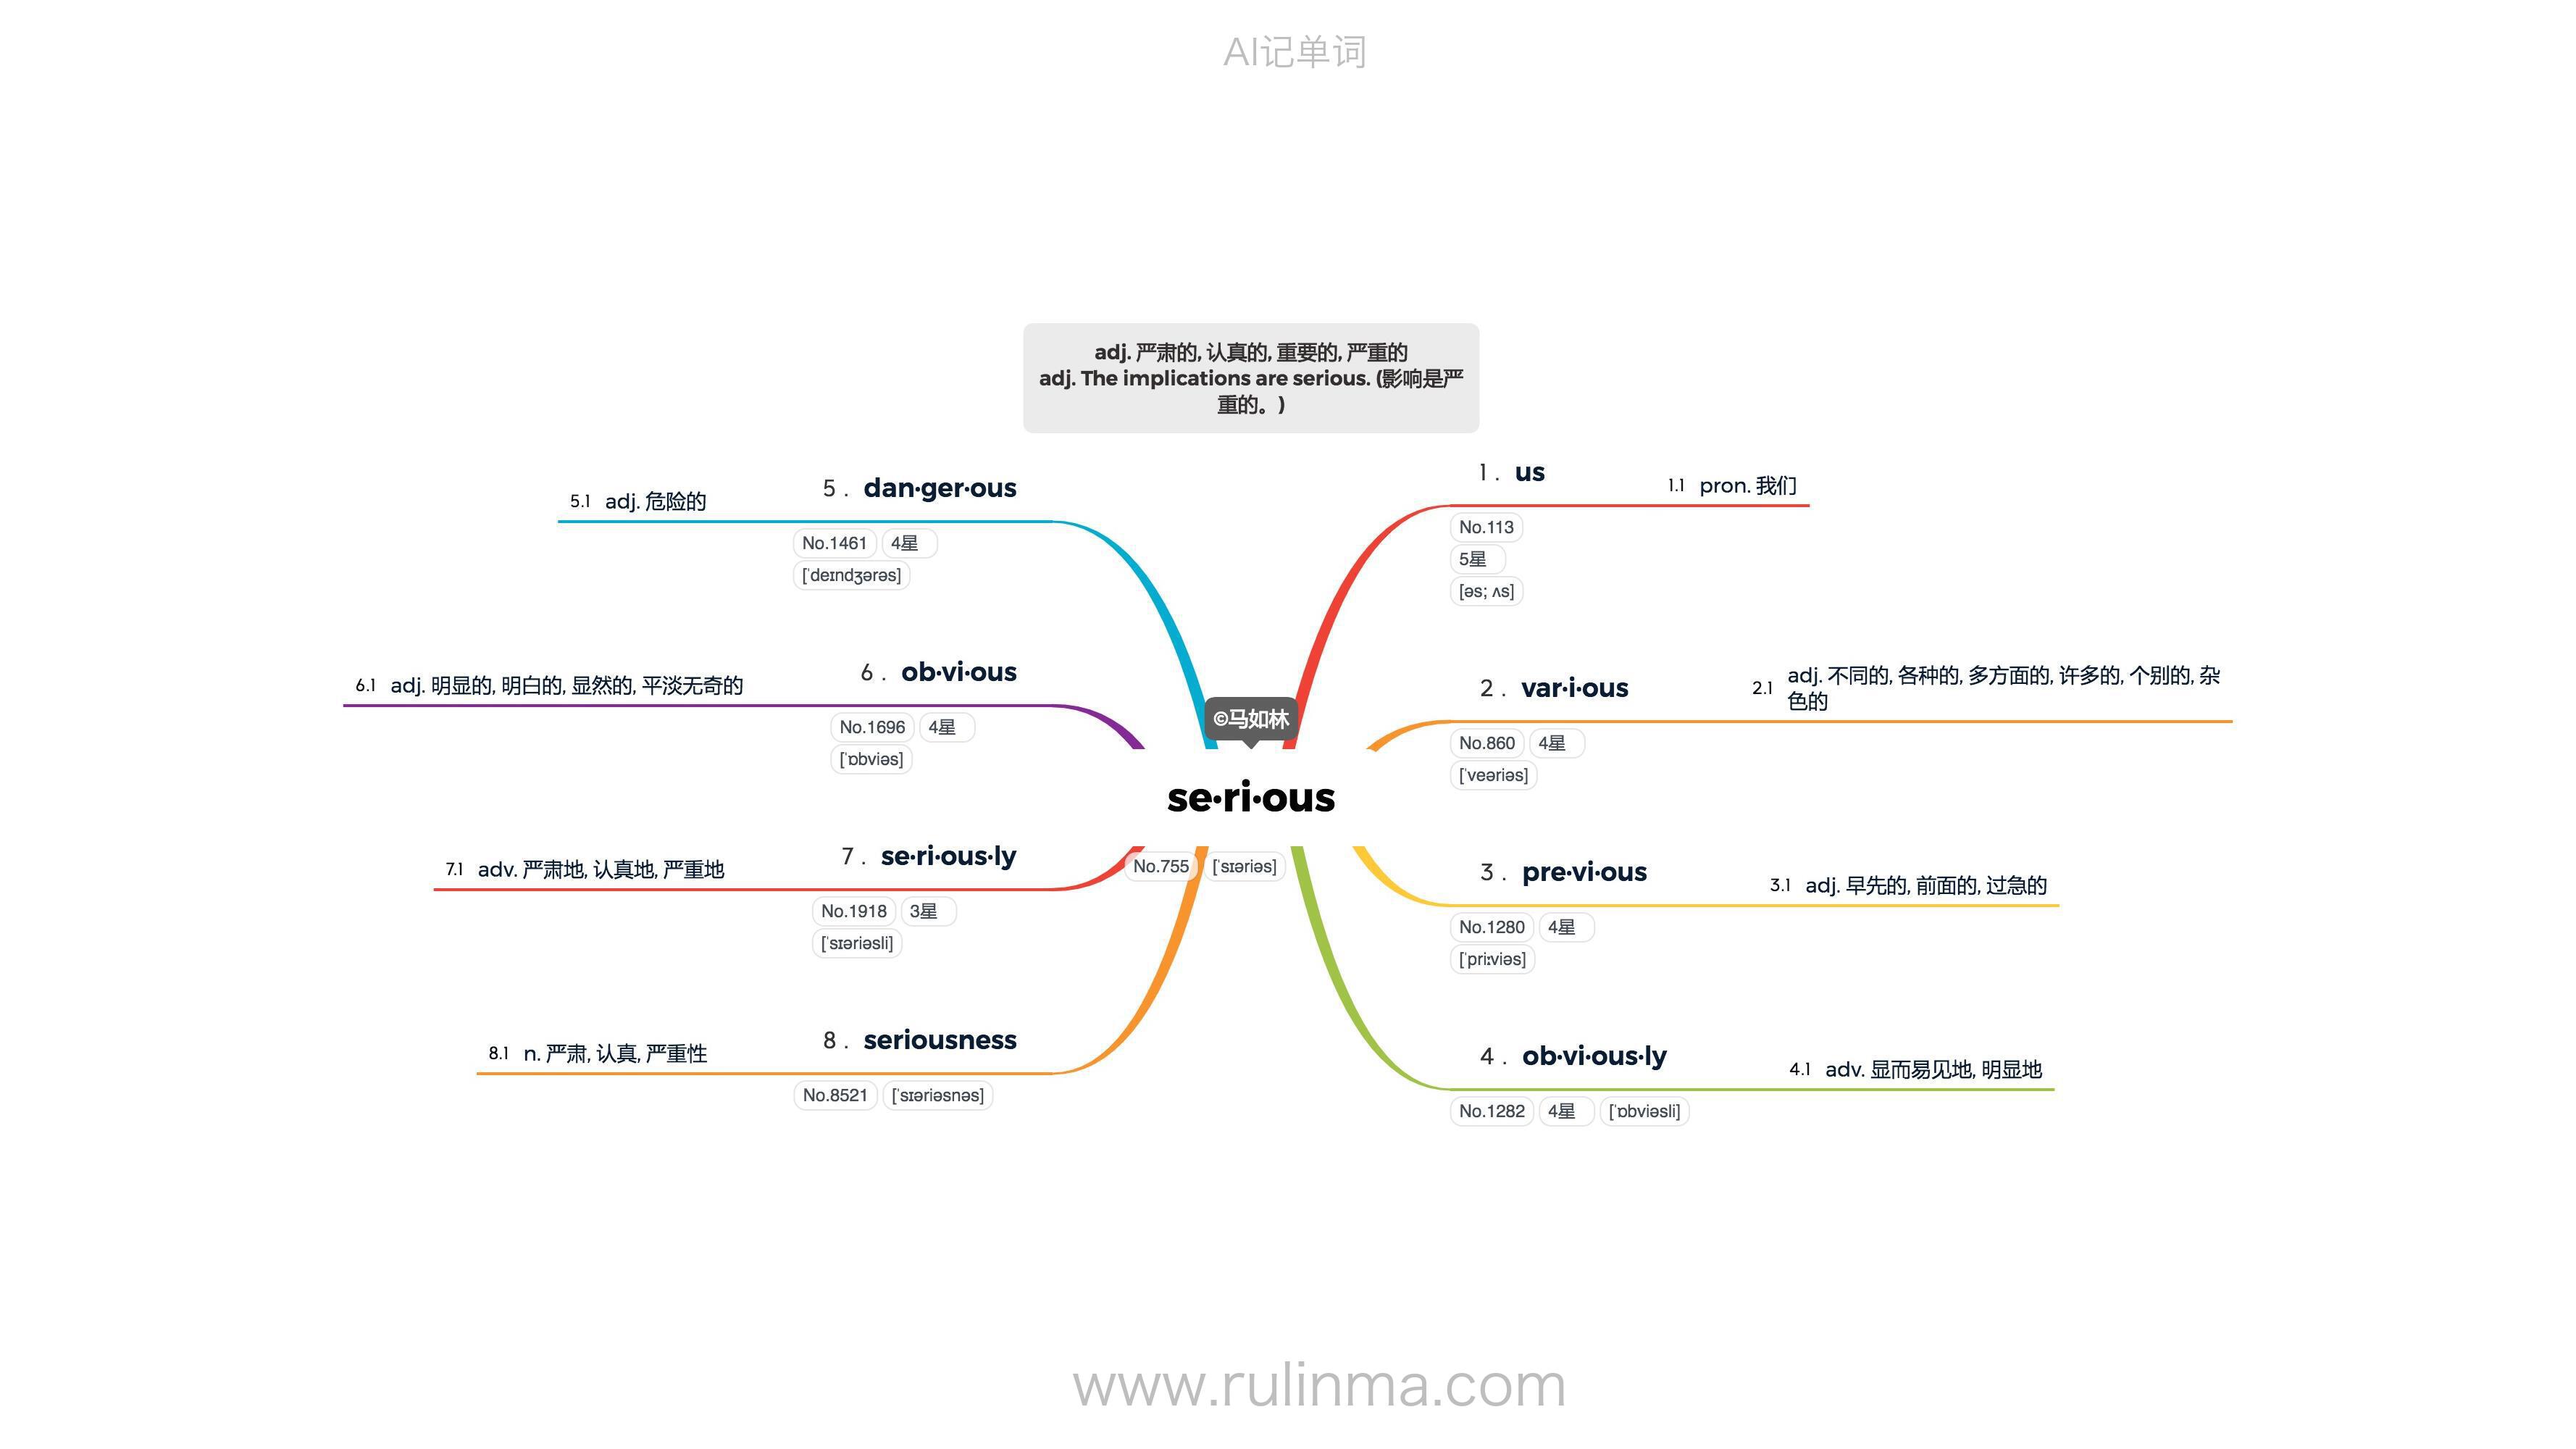 AI记单词
adj. 严肃的, 认真的, 重要的, 严重的
adj. The implications are serious. (影响是严
重的。)
1 . us
1.1 pron. 我们
No.113
5星
[əs; ʌs]
2 . var·i·ous
2.1 adj. 不同的, 各种的, 多方面的, 许多的, 个别的, 杂
色的
No.860 4星
[ˈveəriəs]
3 . pre·vi·ous
3.1 adj. 早先的, 前面的, 过急的
No.1280 4星
[ˈpriːviəs]
4 . ob·vi·ous·ly
4.1 adv. 显而易见地, 明显地
No.1282 4星 [ˈɒbviəsli]
5 . dan·ger·ous
5.1 adj. 危险的
No.1461 4星
[ˈdeɪndʒərəs]
6 . ob·vi·ous
6.1 adj. 明显的, 明白的, 显然的, 平淡无奇的
No.1696 4星
[ˈɒbviəs]
7 . se·ri·ous·ly
7.1 adv. 严肃地, 认真地, 严重地
No.1918 3星
[ˈsɪəriəsli]
8 . seriousness
8.1 n. 严肃, 认真, 严重性
No.8521 [ˈsɪəriəsnəs]
©马如林
se·ri·ous
No.755 [ˈsɪəriəs]
www.rulinma.com